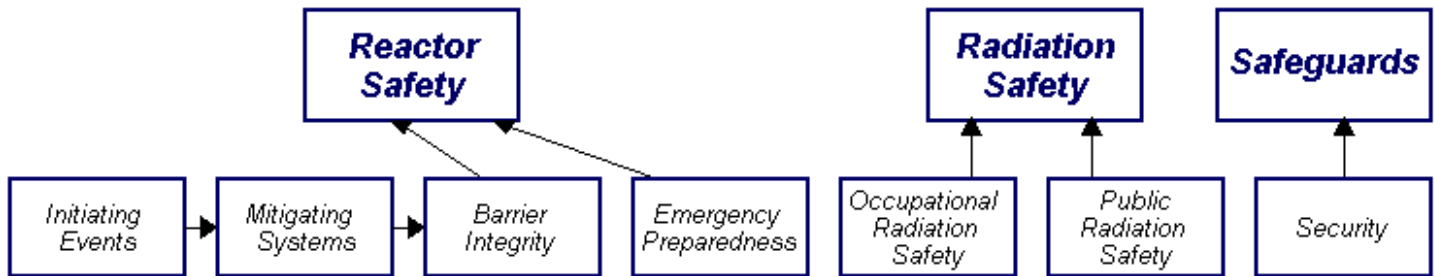 Reactor
Safety
Radiation
Safety
Safeguards
Initiating
Events
Mitigating
Systems
Barrier
Integrity
Emergency
Preparedness
Occupational
Radiation
Safety
Public
Radiation
Safety
Security